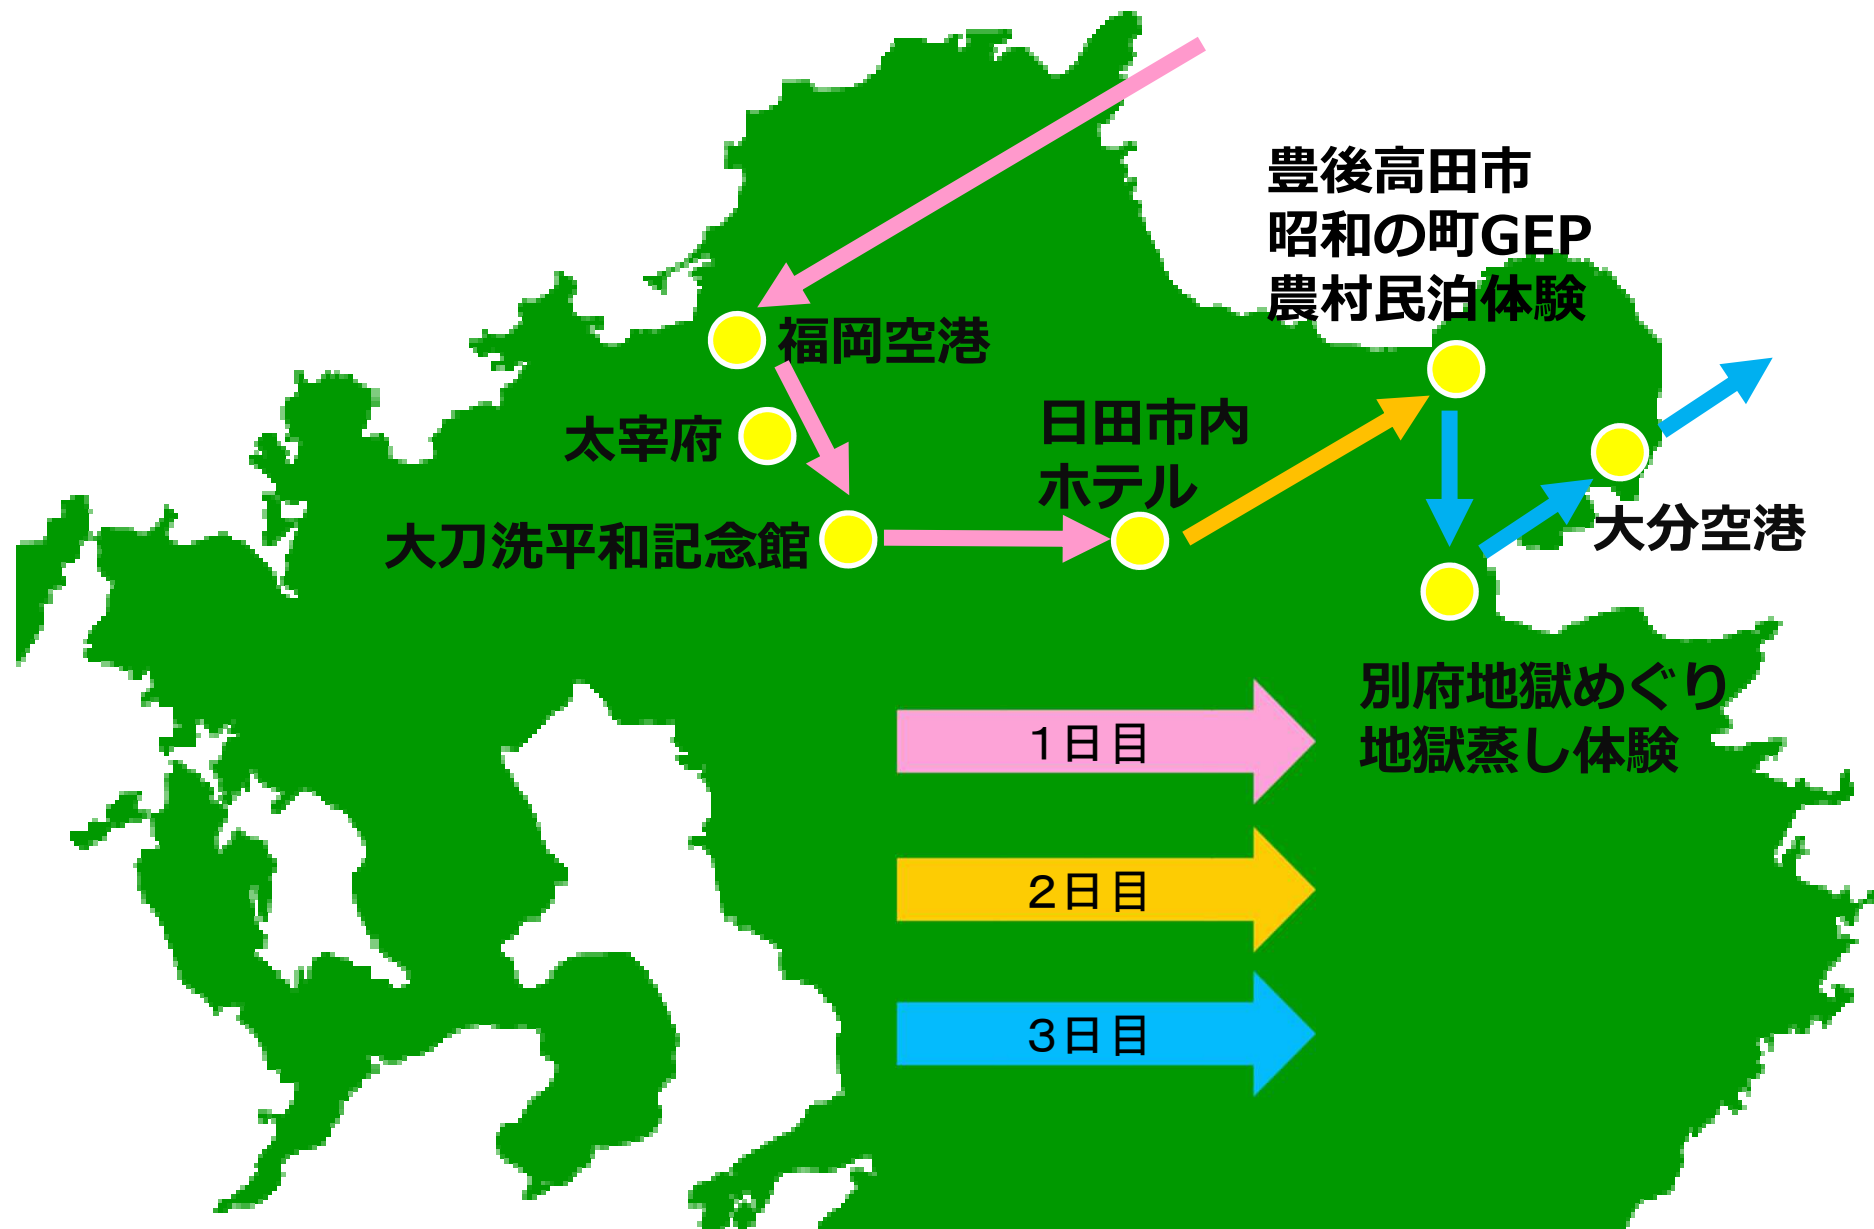 豊後高田市
昭和の町GEP
農村民泊体験
福岡空港
太宰府
日田市内
ホテル
大刀洗平和記念館
大分空港
別府地獄めぐり
地獄蒸し体験
1日目
2日目
3日目